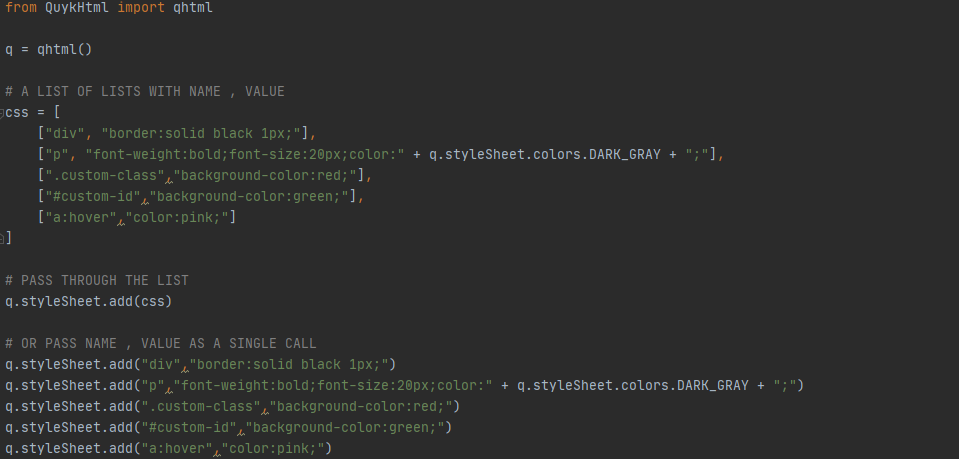 from QuykHtml import qhtml
q = qhtml()
# A LIST OF LISTS WITH NAME , VALUE
css = [
    ["div", "border:solid black 1px;"],
    ["p", "font-weight:bold;font-size:20px;color:" + q.styleSheet.colors.DARK_GRAY + ";"],
    [".custom-class","background-color:red;"],
    ["#custom-id","background-color:green;"],
    ["a:hover","color:pink;"]
]
# PASS THROUGH THE LIST
q.styleSheet.add(css)
# OR PASS NAME , VALUE AS A SINGLE CALL
q.styleSheet.add("div","border:solid black 1px;")
q.styleSheet.add("p","font-weight:bold;font-size:20px;color:" + q.styleSheet.colors.DARK_GRAY + ";")
q.styleSheet.add(".custom-class","background-color:red;")
q.styleSheet.add("#custom-id","background-color:green;")
q.styleSheet.add("a:hover","color:pink;")